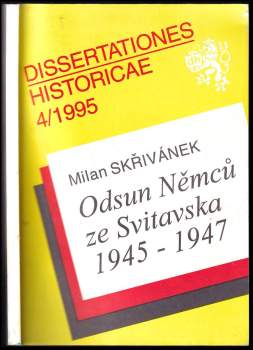 DISSERTATIONES
HISTORICAE
4/1995
Milan SKŘIVÁNEK
Odsun Němců
ze Svitavska
1945 - 1947